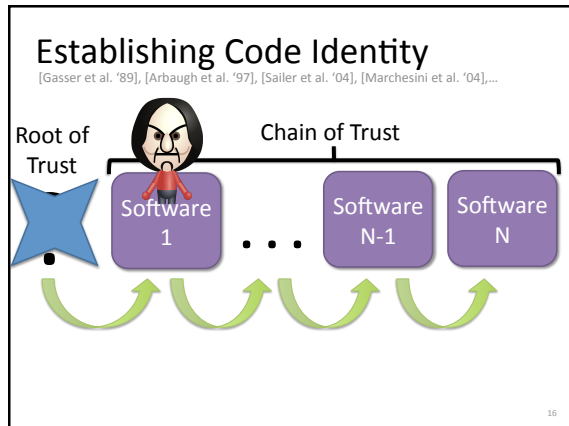 Establishing Code Identity
[Gasser et al. ‘89], [Arbaugh et al. ‘97], [Sailer et al. ‘04], [Marchesini et al. ‘04],...
Root of
Trust
Chain of Trust
Software
1
. . .
Software
N-1
Software
N
16